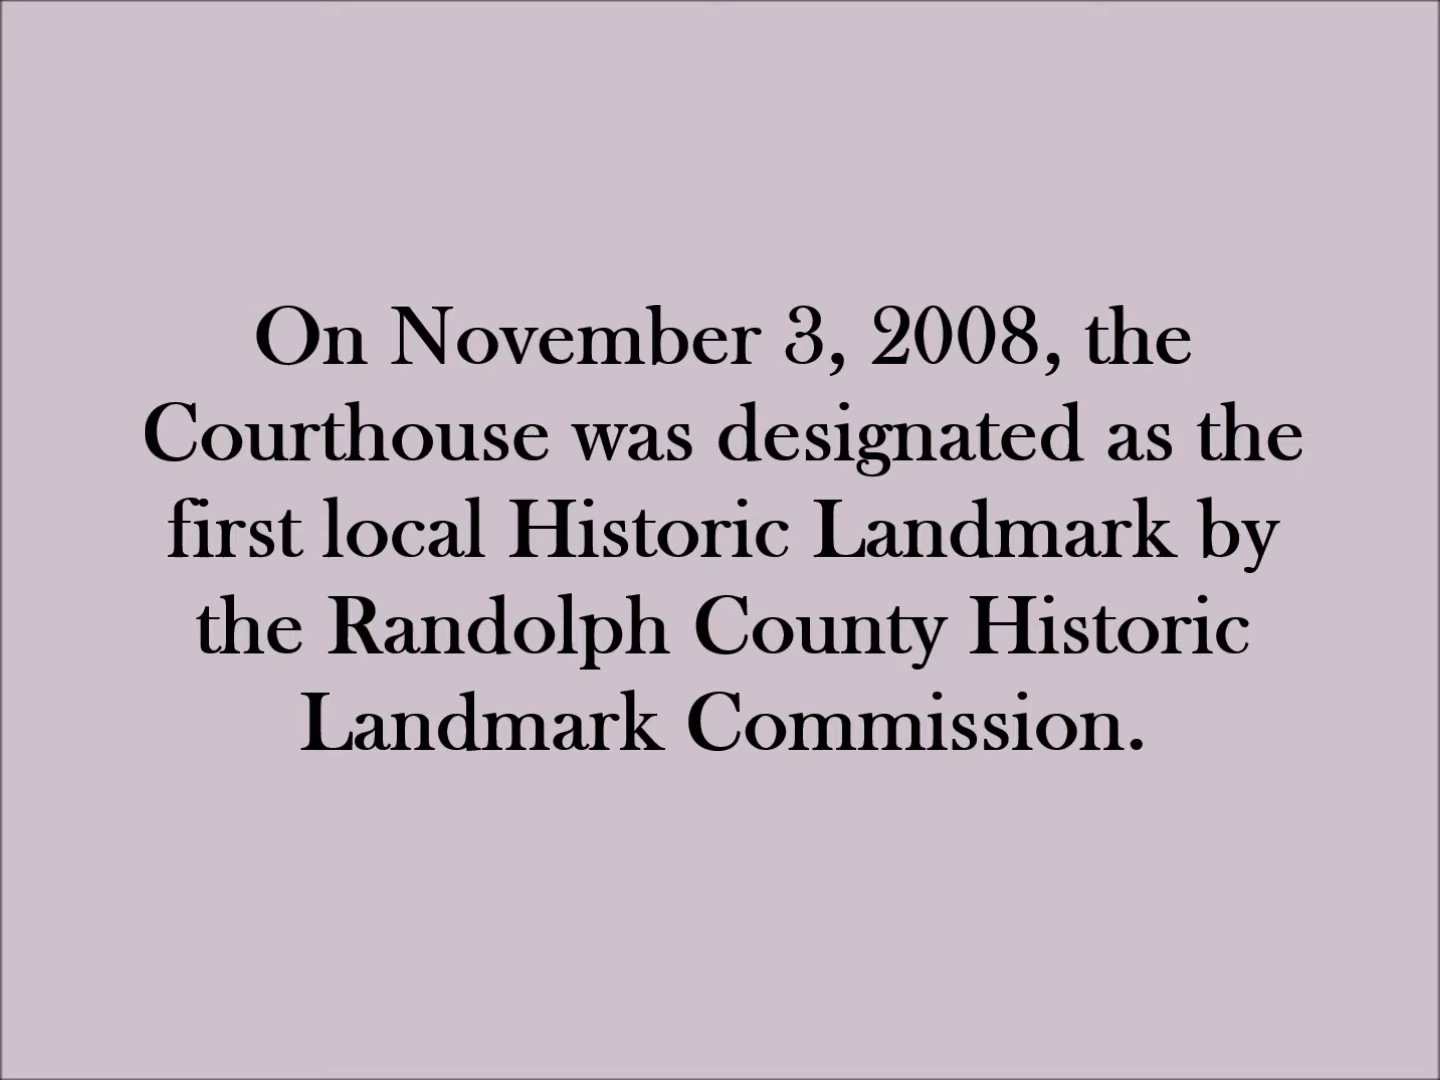 On November 3, 2008, the
Courthouse was designated as the
first local Historic Landmark by
the Randolph County Historic
Landmark Commission.